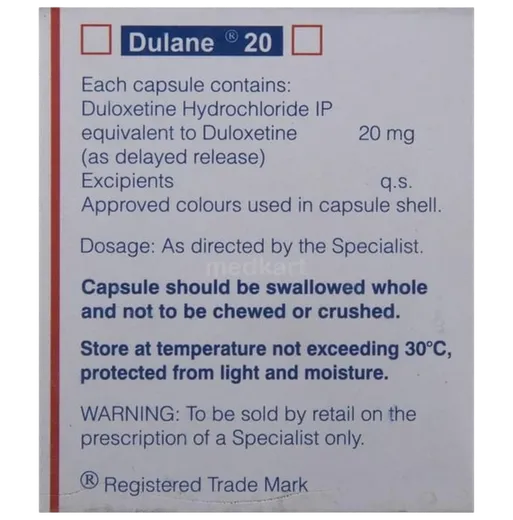 Dulane ® 20
Each capsule contains:
Duloxetine Hydrochloride IP
equivalent to Duloxetine 20 mg
(as delayed release)
Excipients q.s.
Approved colours used in capsule shell.
Dosage: As directed by the Specialist.
medkart
Capsule should be swallowed whole
and not to be chewed or crushed.
Store at temperature not exceeding 30°C,
protected from light and moisture.
WARNING: To be sold by retail on the
prescription of a Specialist only.
® Registered Trade Mark